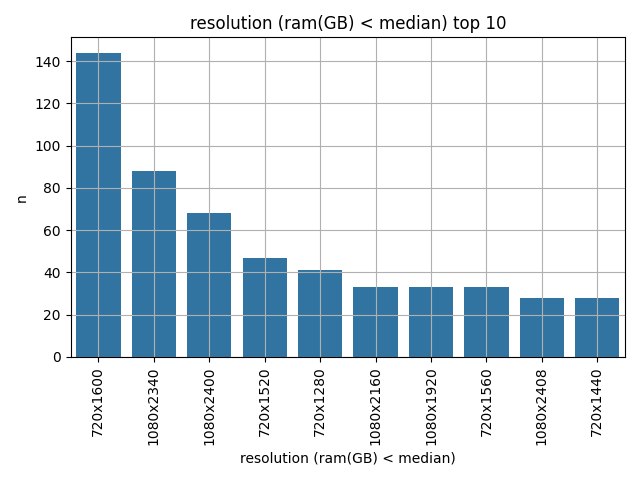 resolution (ram(GB) < median) top 10
140
120
100
80
60
40
20
0
n
720x1600
1080x2340
1080x2400
720x1520
720x1280
1080x2160
1080x1920
720x1560
1080x2408
720x1440
resolution (ram(GB) < median)